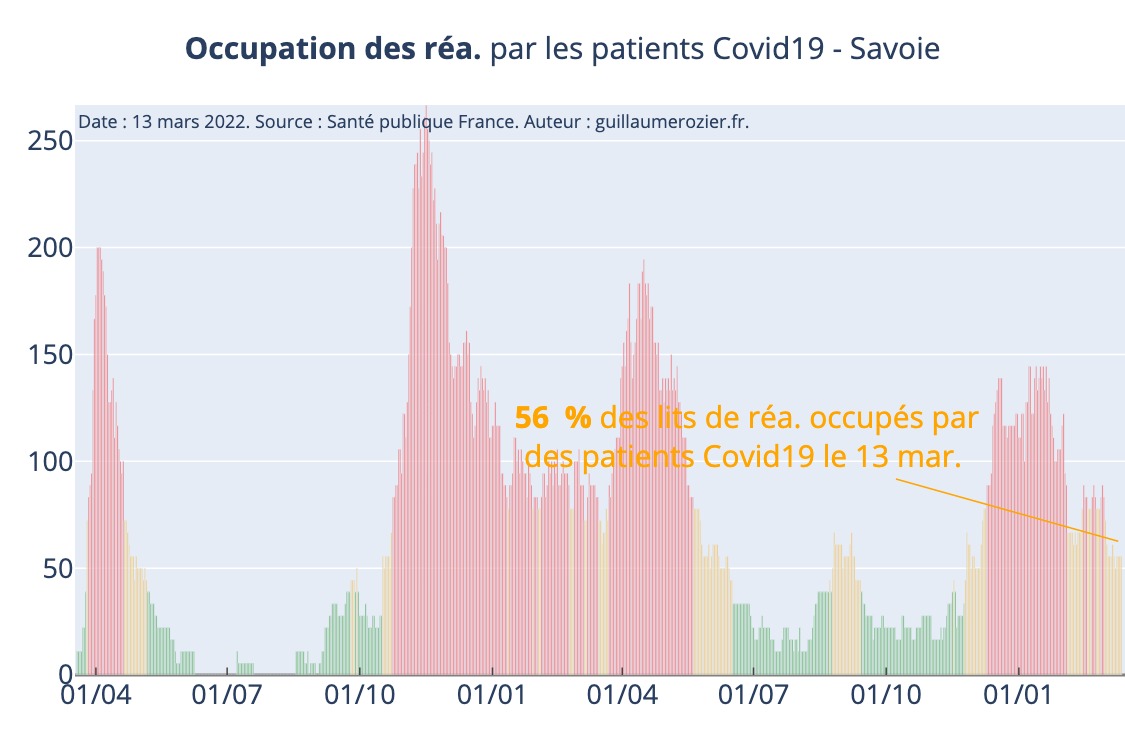 Occupation des réa. par les patients Covid19 - Savoie
Date : 13 mars 2022. Source : Santé publique France. Auteur : guillaumerozier.fr.
250
200
150
56  % des lits de réa. occupés par
des patients Covid19 le 13 mar.
100
50
0
01/04 01/07 01/10 01/01 01/04 01/07 01/10 01/01